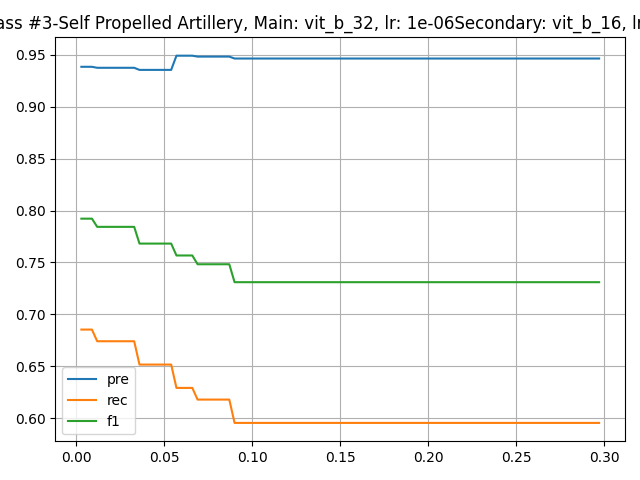 ass #3-Self Propelled Artillery, Main: vit_b_32, lr: 1e-06Secondary: vit_b_16, lr
0.95
0.90
0.85
0.80
0.75
0.70
0.65
0.60
pre
rec
f1
0.00 0.05 0.10 0.15 0.20 0.25 0.30